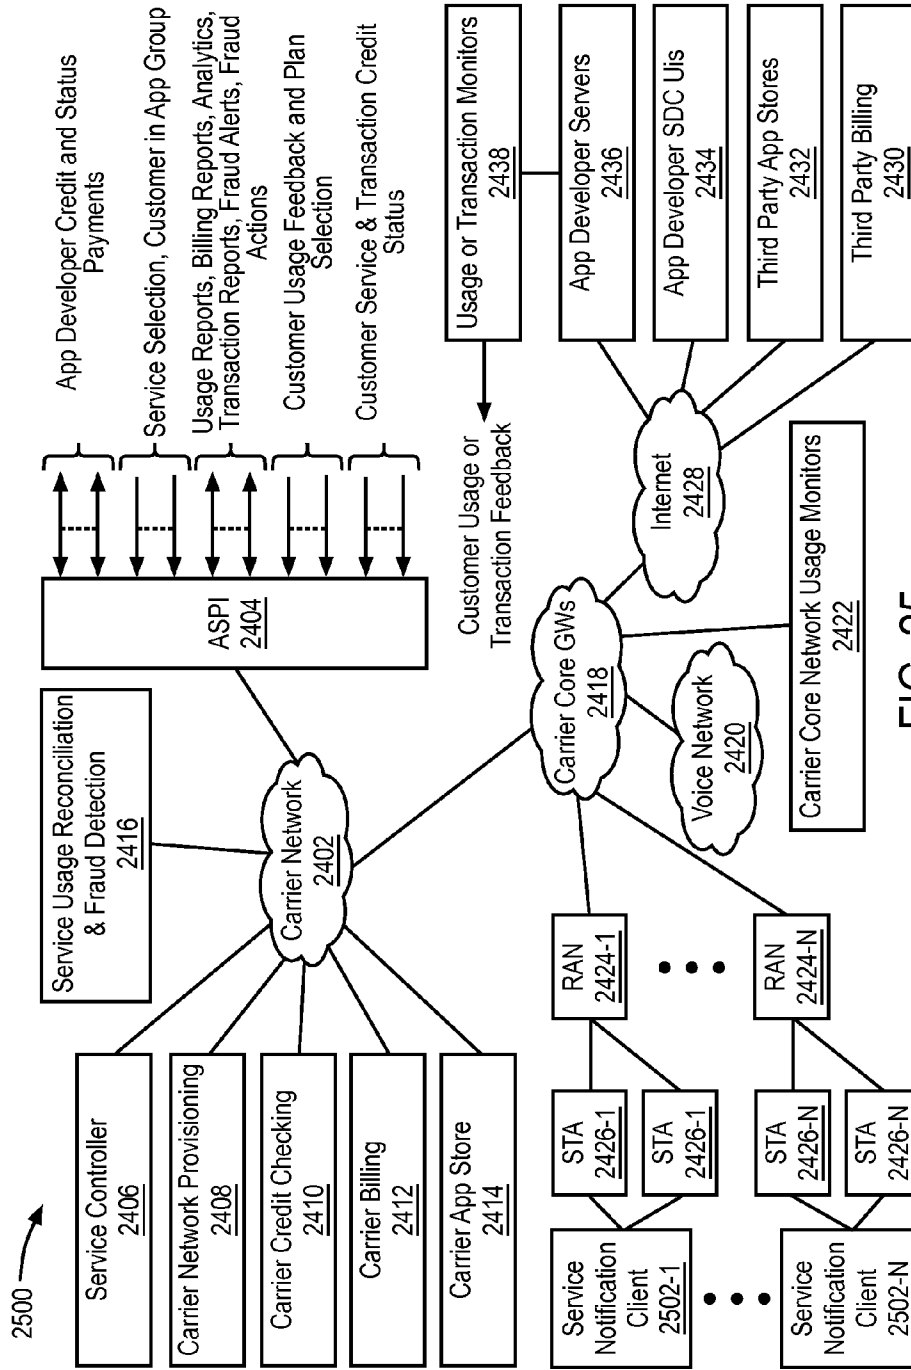 2500
Service Controller
2406
Carrier Network Provisioning
2408
Carrier Credit Checking
2410
Carrier Billing
2412
Carrier App Store
2414
Service Usage Reconciliation
& Fraud Detection
2416
Carrier Network
2402
ASPI
2404
App Developer Credit and Status
Payments
Service Selection, Customer in App Group
Usage Reports, Billing Reports, Analytics,
Transaction Reports, Fraud Alerts, Fraud
Actions
Customer Usage Feedback and Plan
Selection
Customer Service & Transaction Credit
Status
Service
Notification
Client
2502-1
Service
Notification
Client
2502-N
STA
2426-1
STA
2426-1
STA
2426-N
STA
2426-N
RAN
2424-1
RAN
2424-N
Carrier Core GWs
2418
Voice Network
2420
Carrier Core Network Usage Monitors
2422
Internet
2428
Customer Usage or
Transaction Feedback
Usage or Transaction Monitors
2438
App Developer Servers
2436
App Developer SDC Uis
2434
Third Party App Stores
2432
Third Party Billing
2430
FIG. 25